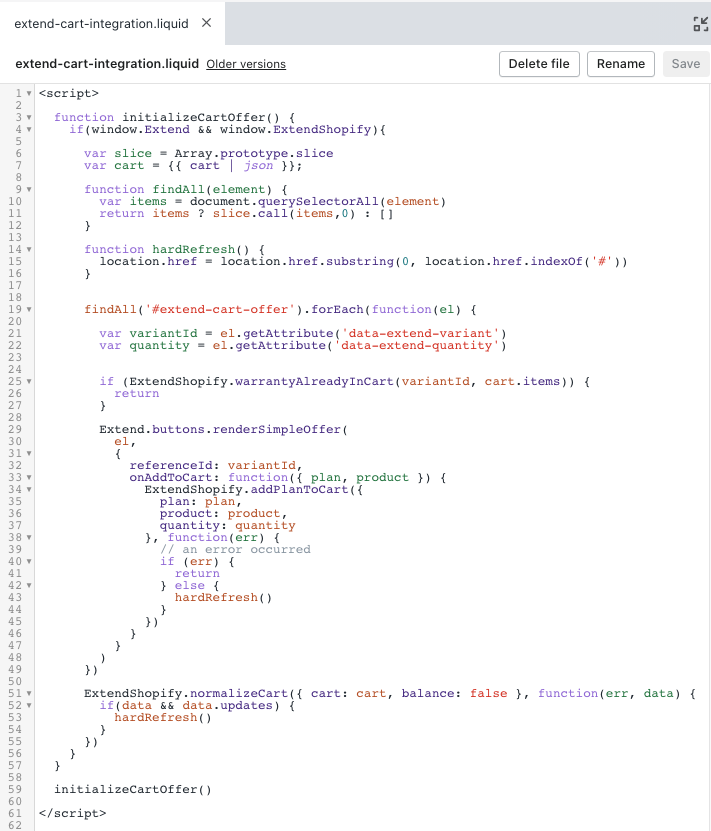 extend-cart-integration.liquid ×
extend-cart-integration.liquid Older versions Delete file Rename Save
1 <script>
2
3 function initializeCartOffer() {
4 if(window.Extend && window.ExtendShopify){
5
6 var slice = Array.prototype.slice
7 var cart = {{ cart | json }};
8
9 function findAll(element) {
10 var items = document.querySelectorAll(element)
11 return items ? slice.call(items,0) : []
12 }
13
14 function hardRefresh() {
15 location.href = location.href.substring(0, location.href.indexOf('#'))
16 }
17
18
19 findAll('#extend-cart-offer').forEach(function(el) {
20
21 var variantId = el.getAttribute('data-extend-variant')
22 var quantity = el.getAttribute('data-extend-quantity')
23
24
25 if (ExtendShopify.warrantyAlreadyInCart(variantId, cart.items)) {
26 return
27 }
28
29 Extend.buttons.renderSimpleOffer(
30 el,
31 {
32 referenceId: variantId,
33 onAddToCart: function({ plan, product }) {
34 ExtendShopify.addPlanToCart({
35 plan: plan,
36 product: product,
37 quantity: quantity
38 }, function(err) {
39 // an error occurred
40 if (err) {
41 return
42 } else {
43 hardRefresh()
44 }
45 })
46 }
47 }
48 )
49 })
50
51 ExtendShopify.normalizeCart({ cart: cart, balance: false }, function(err, data) {
52 if(data && data.updates) {
53 hardRefresh()
54 }
55 })
56 }
57 }
58
59 initializeCartOffer()
60
61 </script>
62